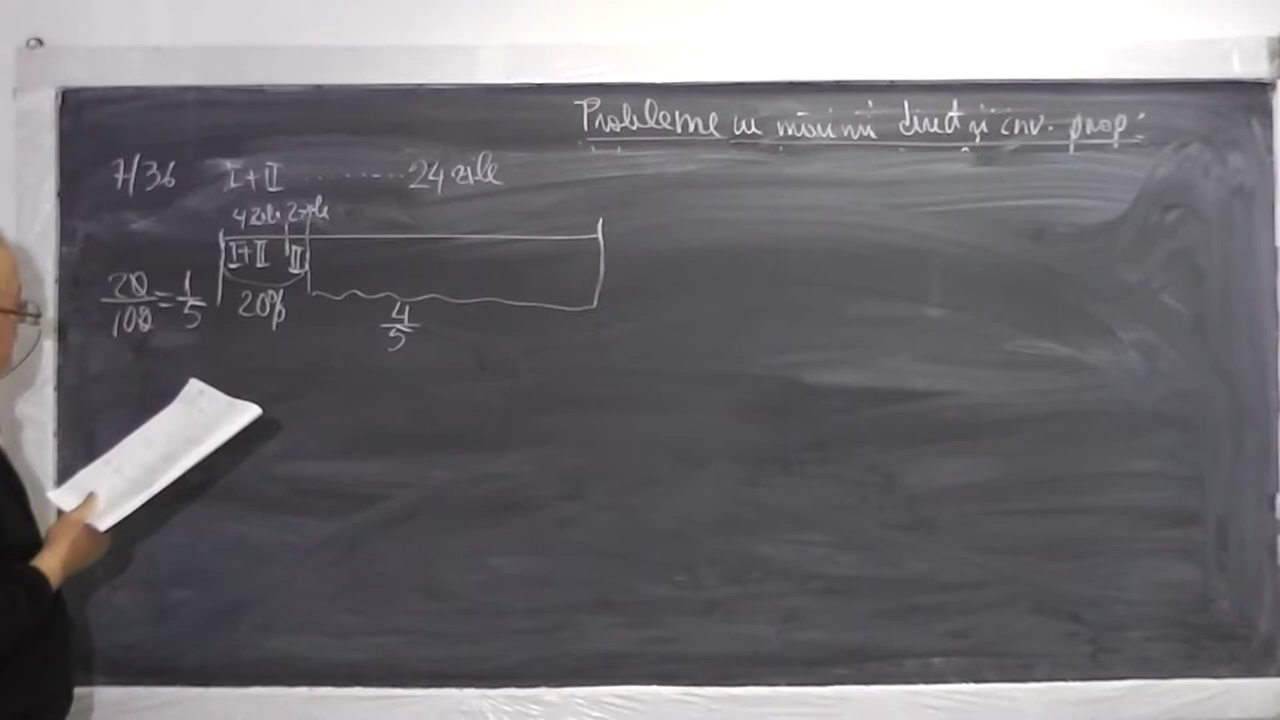 Probleme cu mărimi direct și inv. prop.
7/36 I+II ........ 24 zile
4 zile 2 zile
I+II II
20/100 = 1/5 20% 4/5